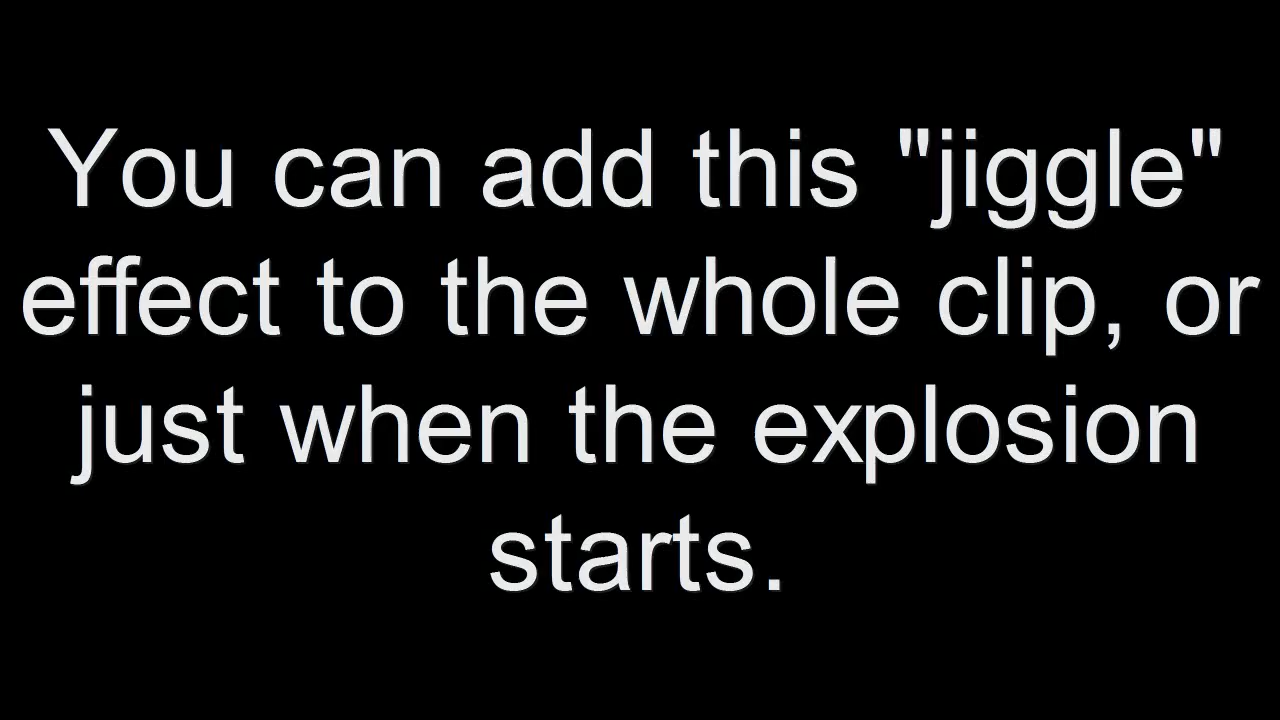 You can add this "jiggle"
effect to the whole clip, or
just when the explosion
starts.